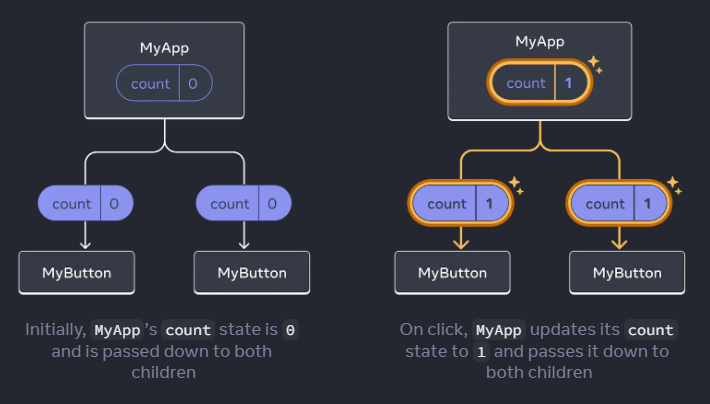 MyApp
count 0
count 0
count 0
MyButton
MyButton
Initially, MyApp's count state is 0
and is passed down to both
children
MyApp
count 1
count 1
count 1
MyButton
MyButton
On click, MyApp updates its count
state to 1 and passes it down to
both children